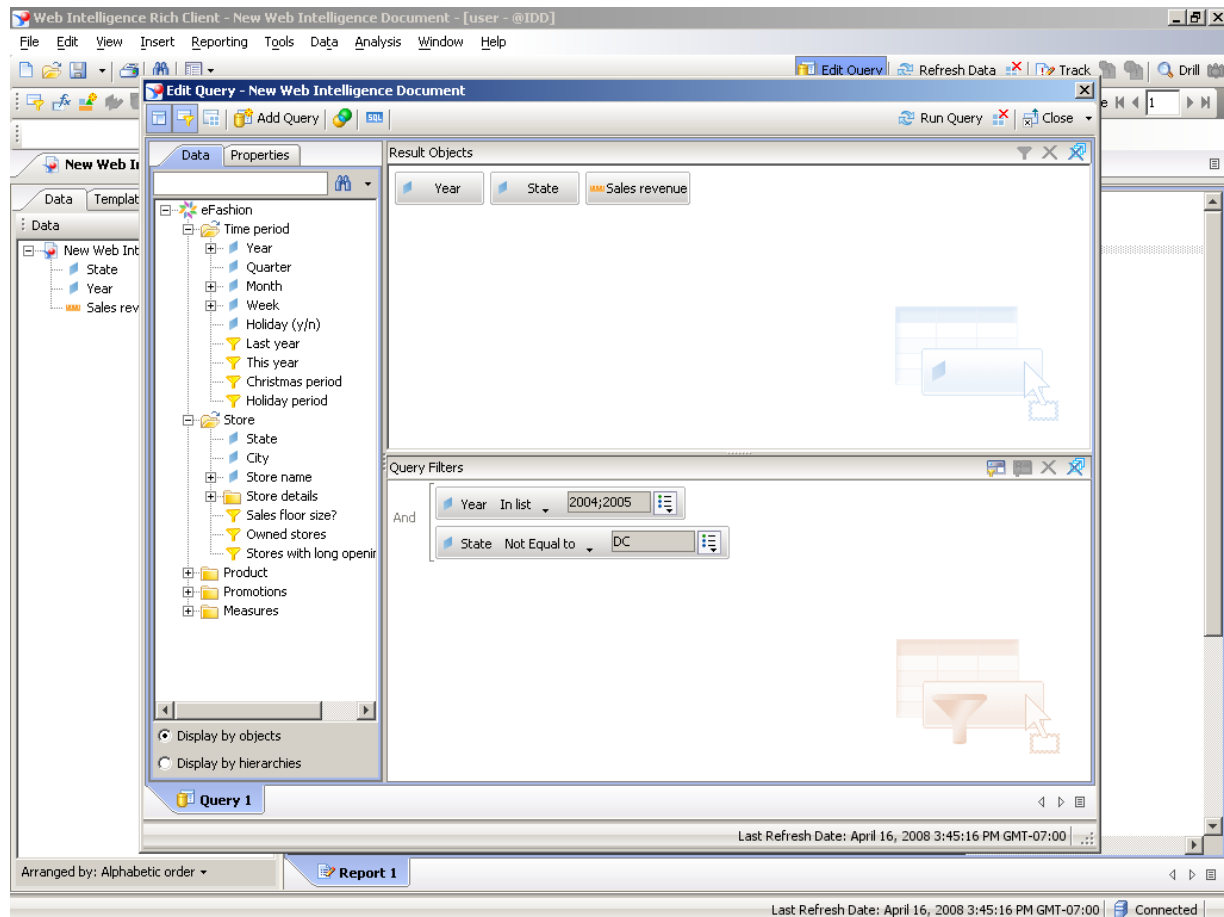 Web Intelligence Rich Client - New Web Intelligence Document - [user - @IDD]
File Edit View Insert Reporting Tools Data Analysis Window Help
Edit Query Refresh Data Track Drill
Edit Query - New Web Intelligence Document
1
Add Query SQL Run Query Close
New Web I
Data Templat
Data
New Web Int
State
Year
Sales rev
Data Properties
eFashion
Time period
Year
Quarter
Month
Week
Holiday (y/n)
Last year
This year
Christmas period
Holiday period
Store
State
City
Store name
Store details
Sales floor size?
Owned stores
Stores with long openin
Product
Promotions
Measures
Display by objects
Display by hierarchies
Result Objects
Year State Sales revenue
Query Filters
And
Year In list 2004;2005
State Not Equal to DC
Query 1
Last Refresh Date: April 16, 2008 3:45:16 PM GMT-07:00
Arranged by: Alphabetic order
Report 1
Last Refresh Date: April 16, 2008 3:45:16 PM GMT-07:00 Connected